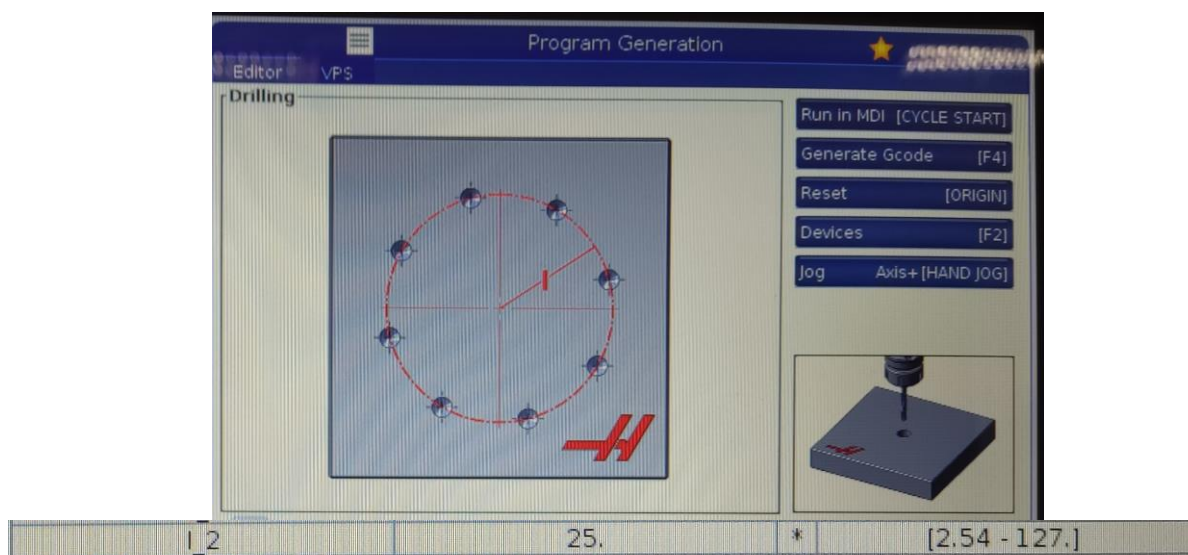 Program Generation
Editor VPS
Drilling
Run in MDI [CYCLE START]
Generate Gcode [F4]
Reset [ORIGIN]
Devices [F2]
Jog Axis+[HAND JOG]
I
I_2 25. * [2.54 - 127.]